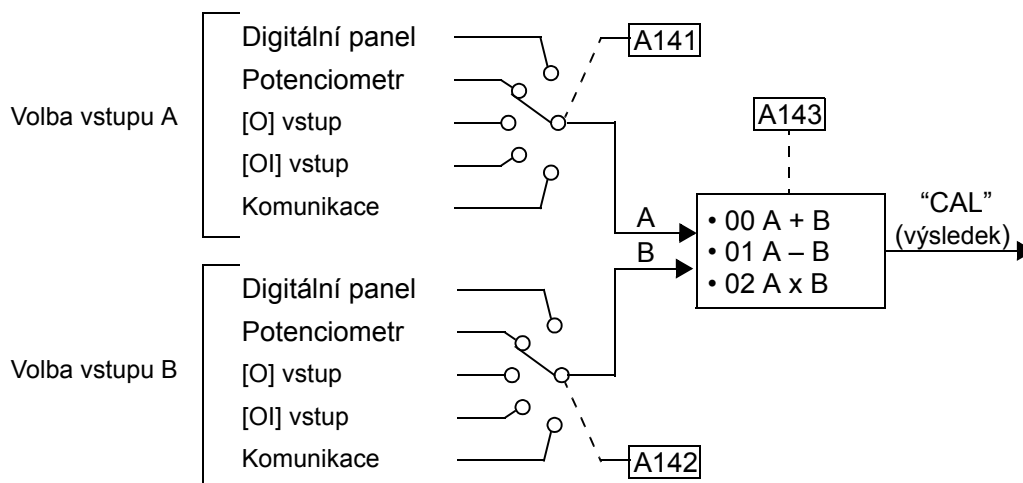 Volba vstupu A
Digitální panel
Potenciometr
[O] vstup
[OI] vstup
Komunikace
A141
A143
A
B
• 00 A + B
• 01 A – B
• 02 A x B
“CAL”
(výsledek)
Volba vstupu B
Digitální panel
Potenciometr
[O] vstup
[OI] vstup
Komunikace
A142